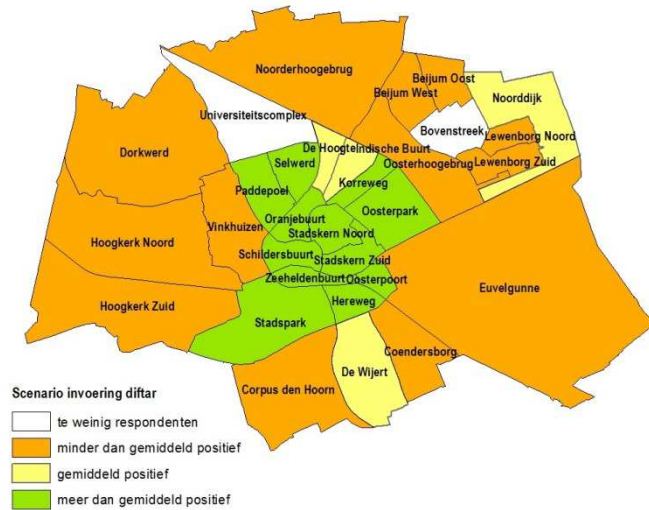 Noorderhoogebrug
Beijum Oost
Beijum West
Noorddijk
Universiteitscomplex
Bovenstreek
De Hoogte
Indische Buurt
Lewenborg Noord
Dorkwerd
Selwerd
Oosterhoogebrug
Lewenborg Zuid
Paddepoel
Korreweg
Oosterpark
Oranjebuurt
Vinkhuizen
Stadskern Noord
Hoogkerk Noord
Schildersbuurt
Stadskern Zuid
Zeeheldenbuurt
Oosterpoort
Euvelgunne
Hoogkerk Zuid
Hereweg
Stadspark
Coendersborg
De Wijert
Corpus den Hoorn
Scenario invoering diftar
te weinig respondenten
minder dan gemiddeld positief
gemiddeld positief
meer dan gemiddeld positief